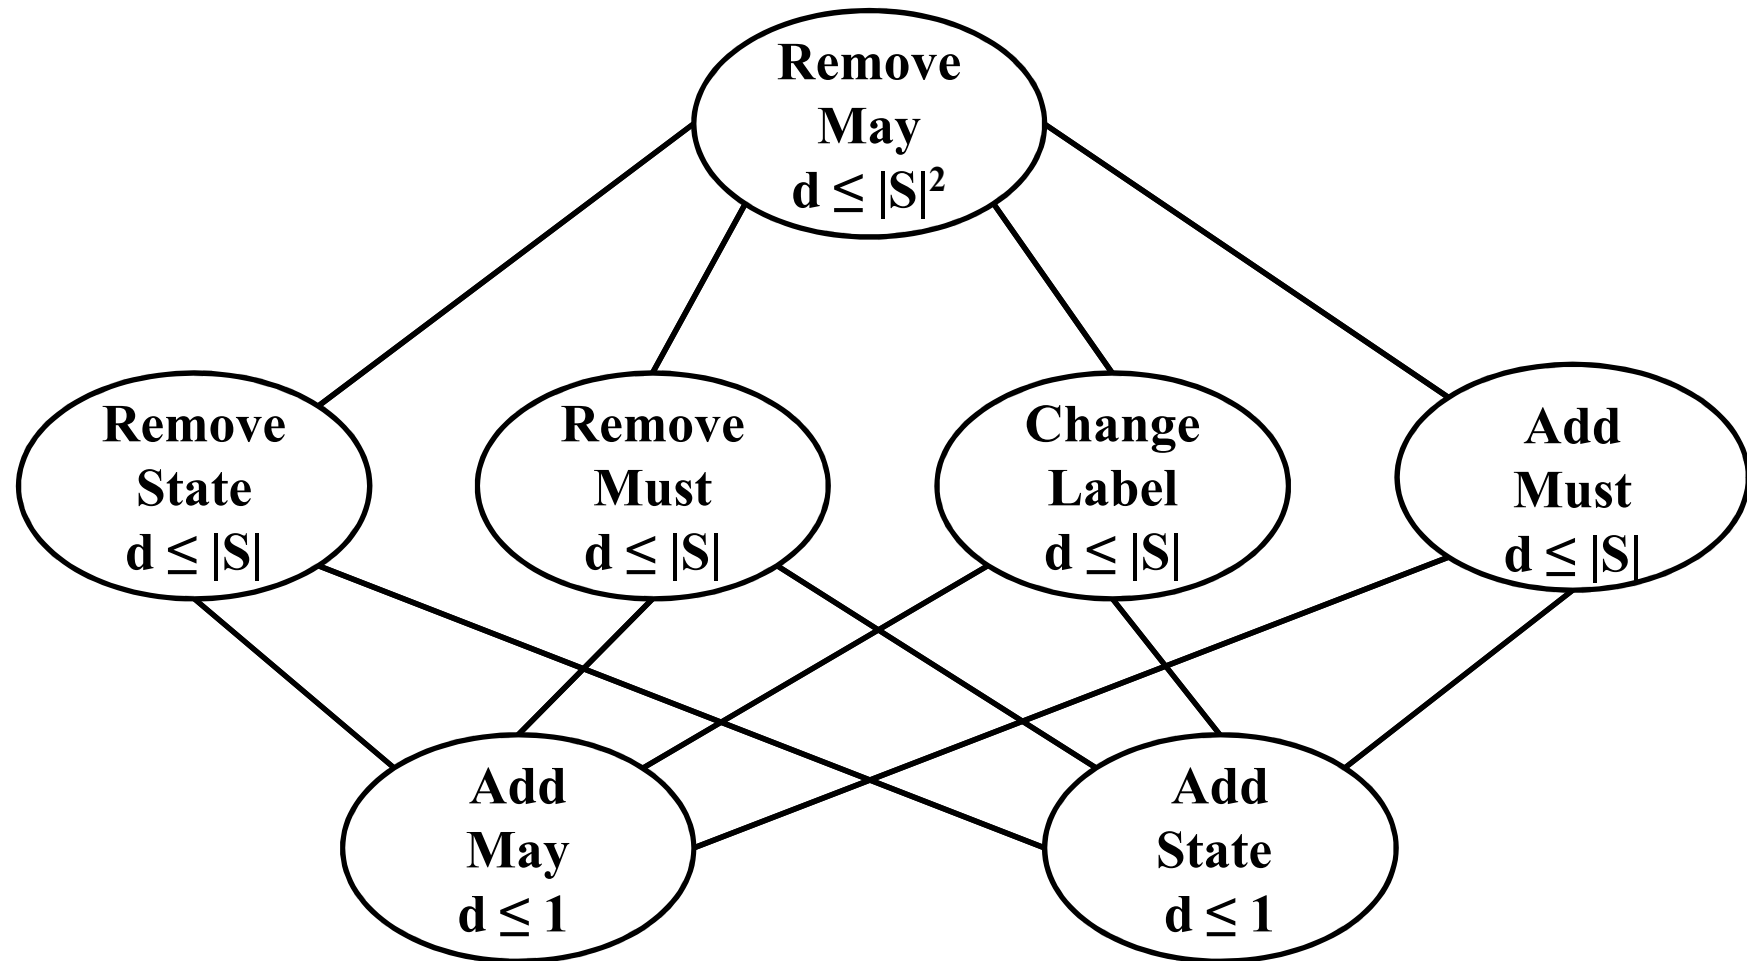 Remove
May
d ≤ |S|²
Remove
State
d ≤ |S|
Remove
Must
d ≤ |S|
Change
Label
d ≤ |S|
Add
Must
d ≤ |S|
Add
May
d ≤ 1
Add
State
d ≤ 1